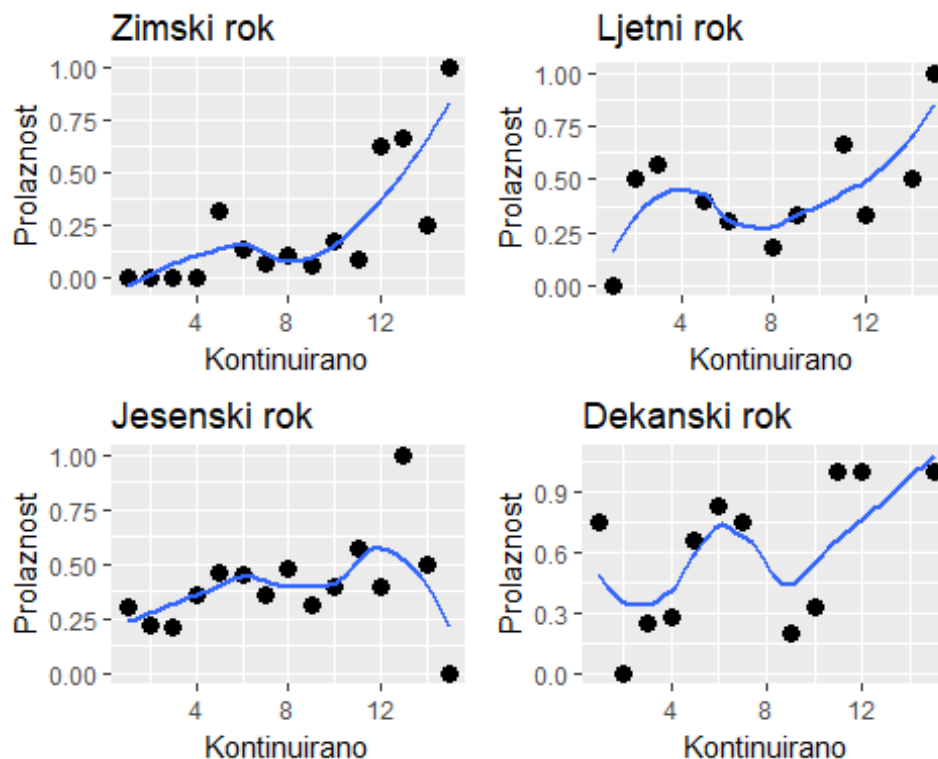 Zimski rok
Prolaznost
1.00
0.75
0.50
0.25
0.00
4 8 12
Kontinuirano
Ljetni rok
Prolaznost
1.00
0.75
0.50
0.25
0.00
4 8 12
Kontinuirano
Jesenski rok
Prolaznost
1.00
0.75
0.50
0.25
0.00
4 8 12
Kontinuirano
Dekanski rok
Prolaznost
0.9
0.6
0.3
0.0
4 8 12
Kontinuirano